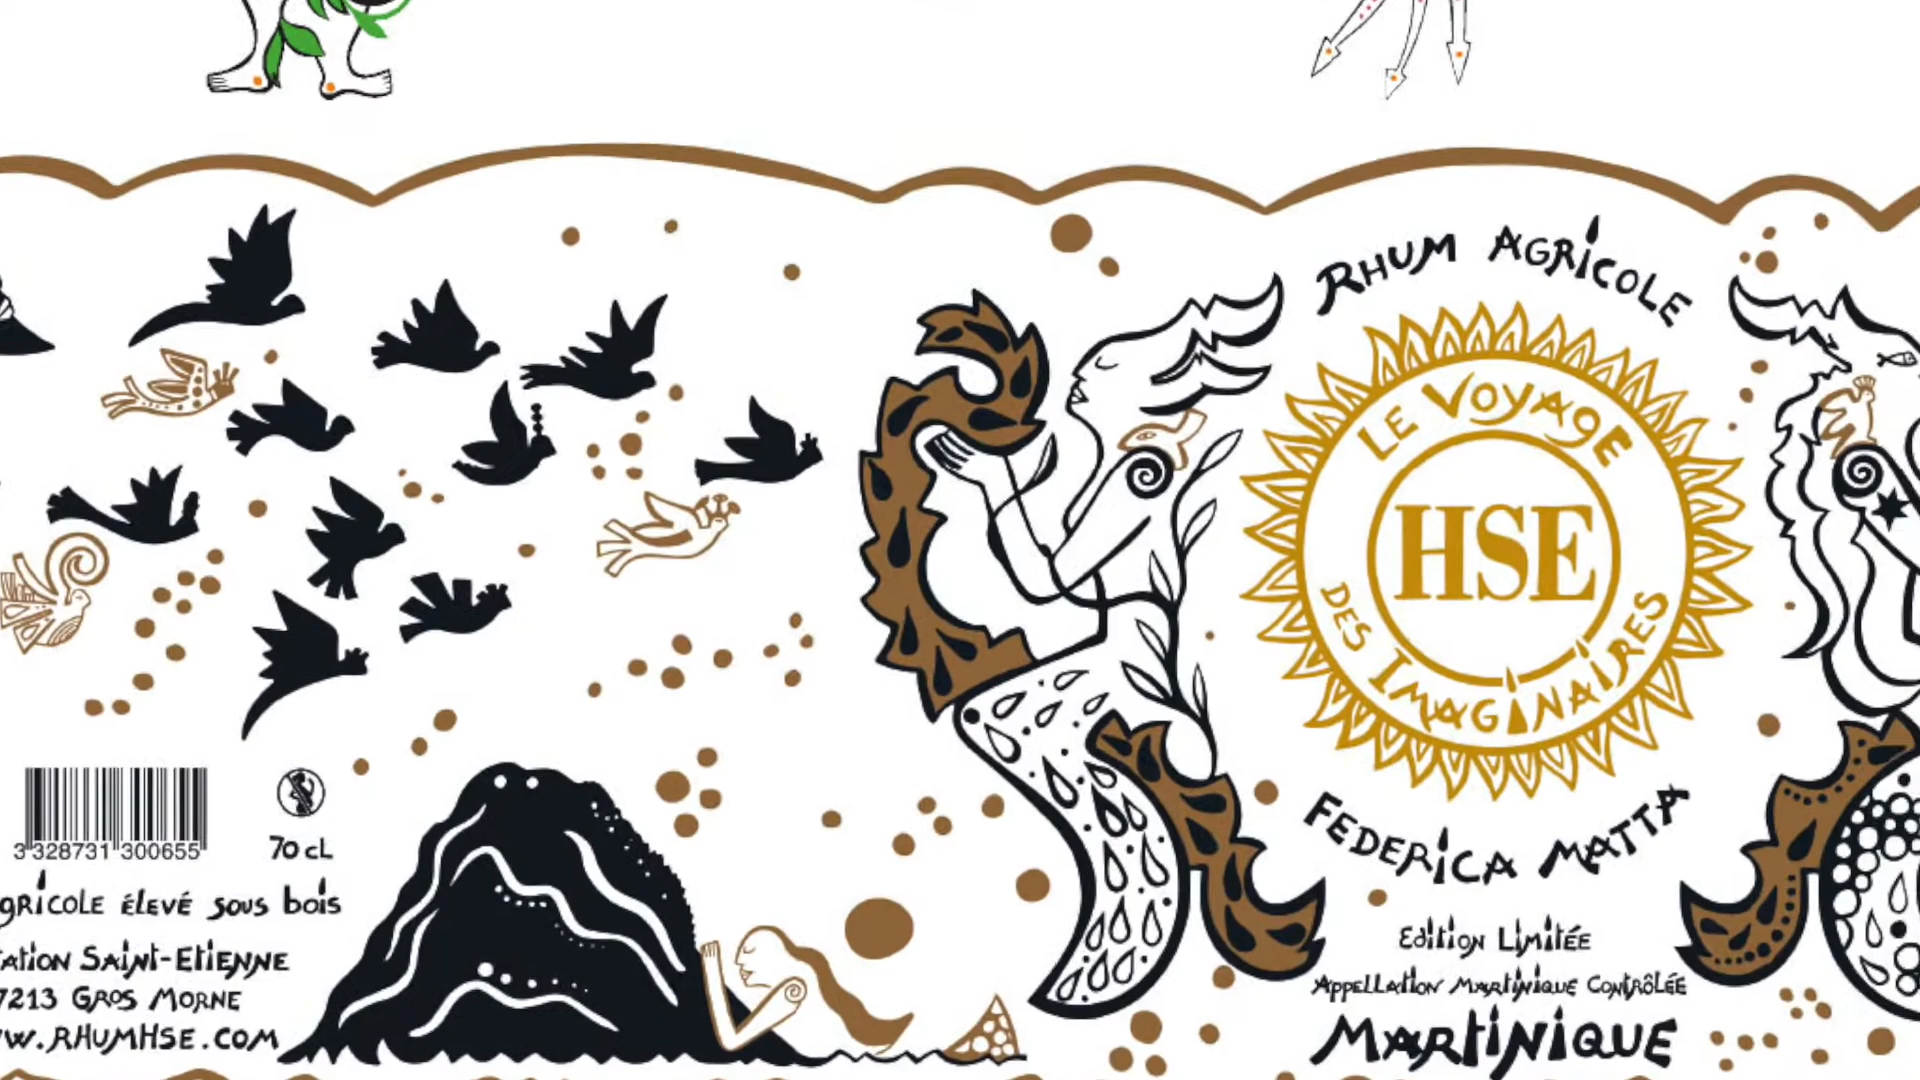 RHUM AGRICOLE
LE VOYAGE
HSE
DES IMAGINAIRES
FEDERICA MATTA
Edition Limitée
Appellation Martinique Contrôlée
MARTINIQUE
3 328731 300655
70 cL
gRICOLE élevé sous bois
tation Saint-Etienne
7213 GROS MORNE
w.RHUMHSE.COM